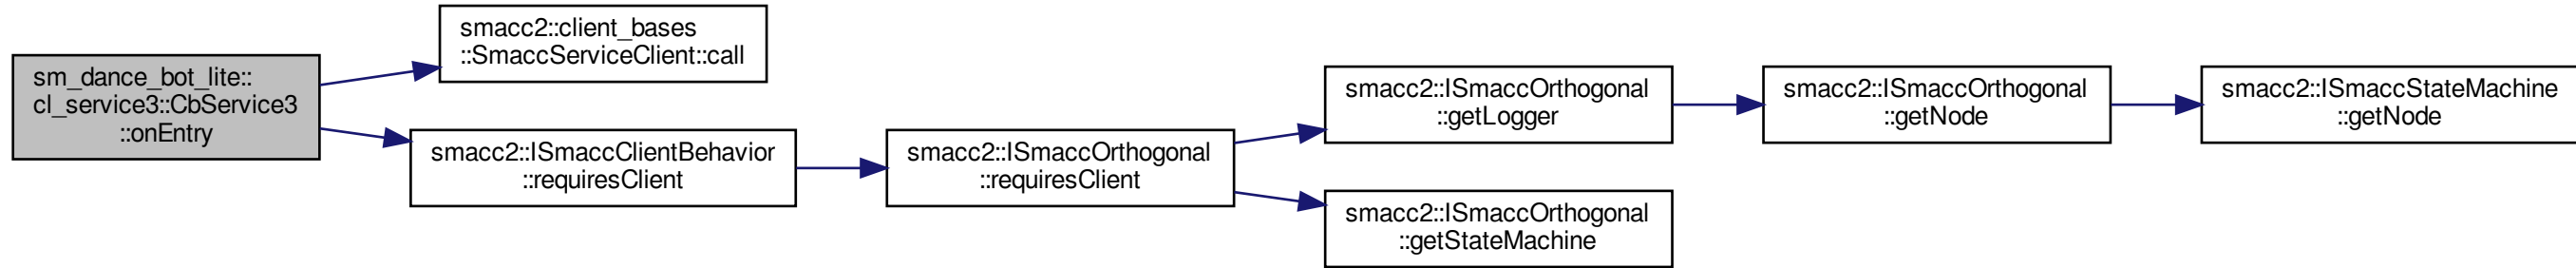 sm_dance_bot_lite::
cl_service3::CbService3
::onEntry
smacc2::client_bases
::SmaccServiceClient::call
smacc2::ISmaccClientBehavior
::requiresClient
smacc2::ISmaccOrthogonal
::requiresClient
smacc2::ISmaccOrthogonal
::getLogger
smacc2::ISmaccOrthogonal
::getNode
smacc2::ISmaccStateMachine
::getNode
smacc2::ISmaccOrthogonal
::getStateMachine